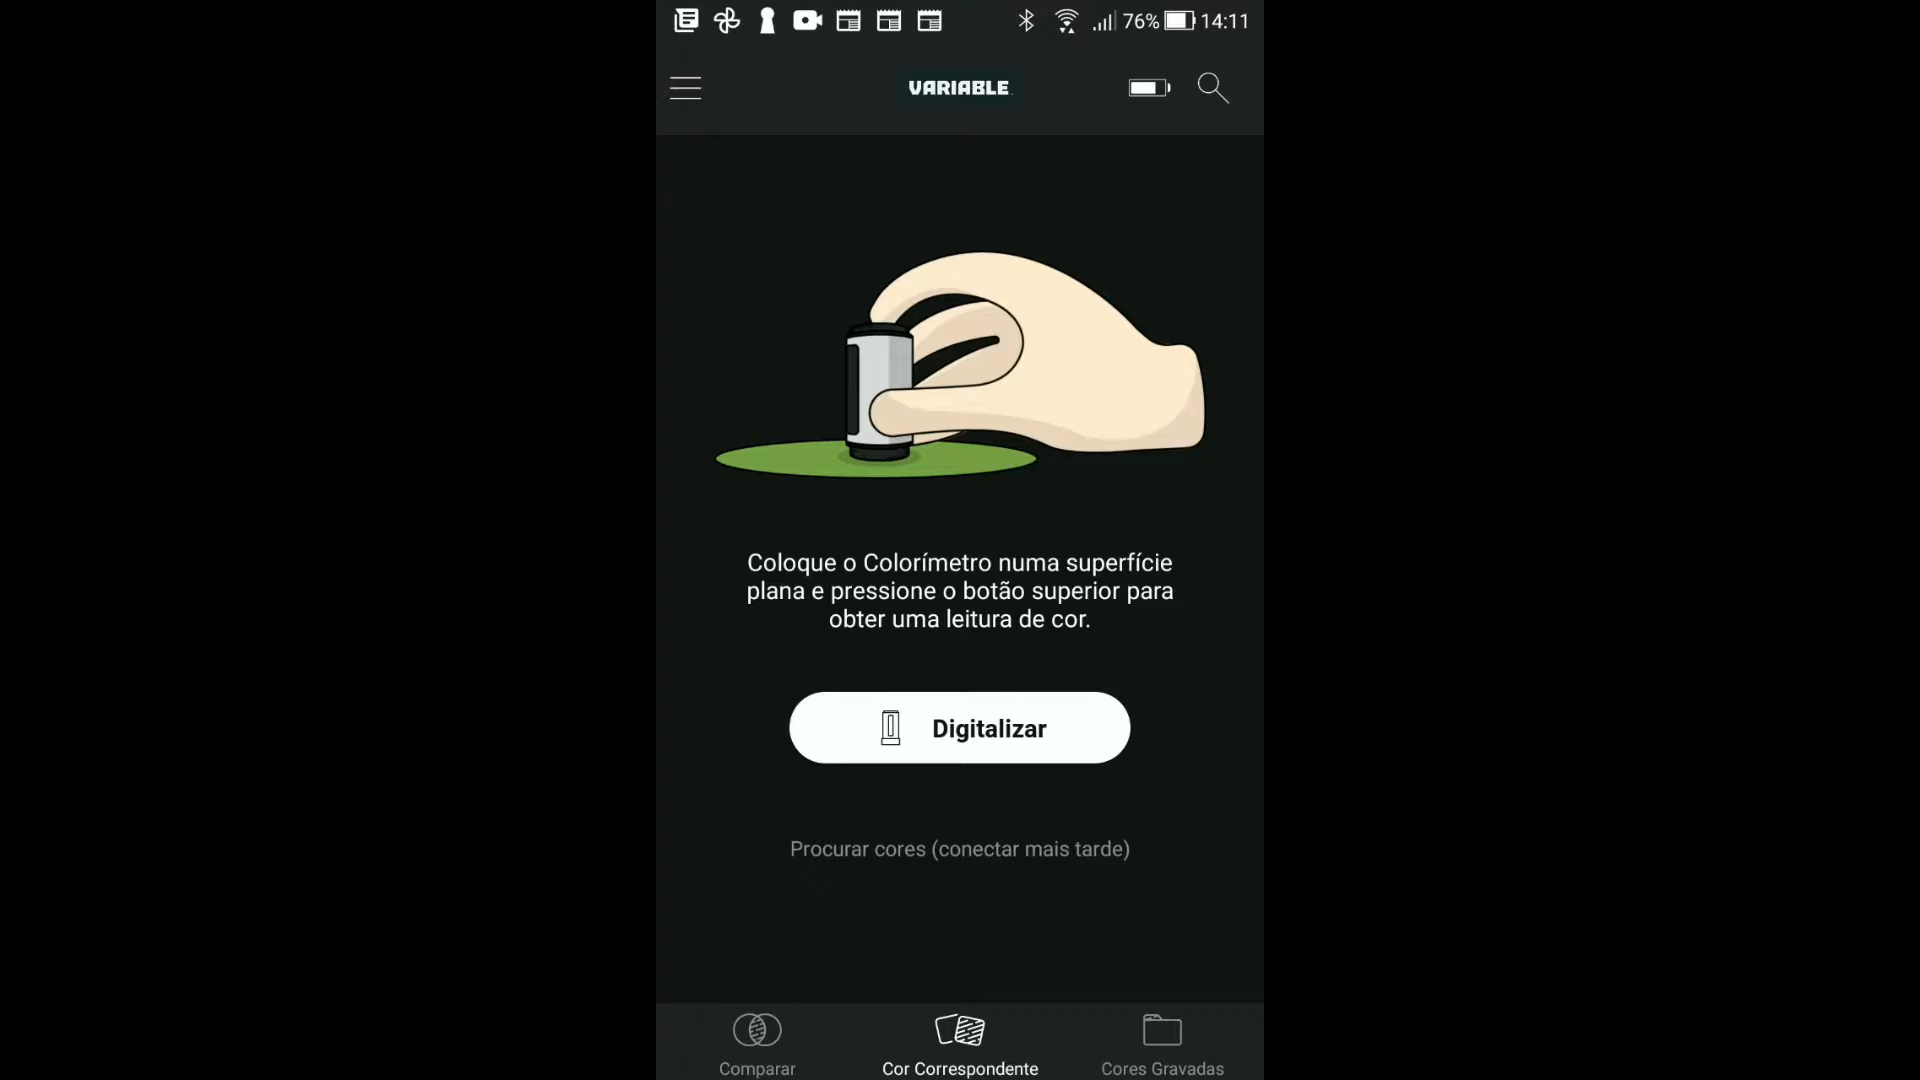 76% 14:11
VARIABLE
Coloque o Colorímetro numa superfície
plana e pressione o botão superior para
obter uma leitura de cor.
Digitalizar
Procurar cores (conectar mais tarde)
Comparar Cor Correspondente Cores Gravadas